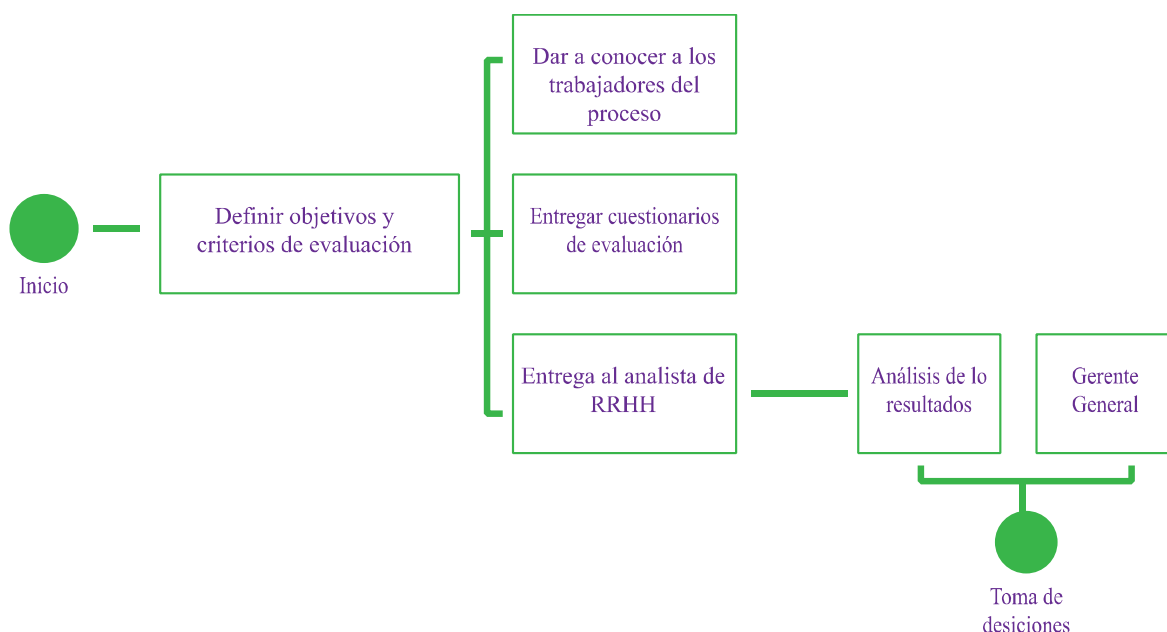 Inicio
Definir objetivos y
criterios de evaluación
Dar a conocer a los
trabajadores del
proceso
Entregar cuestionarios
de evaluación
Entrega al analista de
RRHH
Análisis de lo
resultados
Gerente
General
Toma de
desiciones